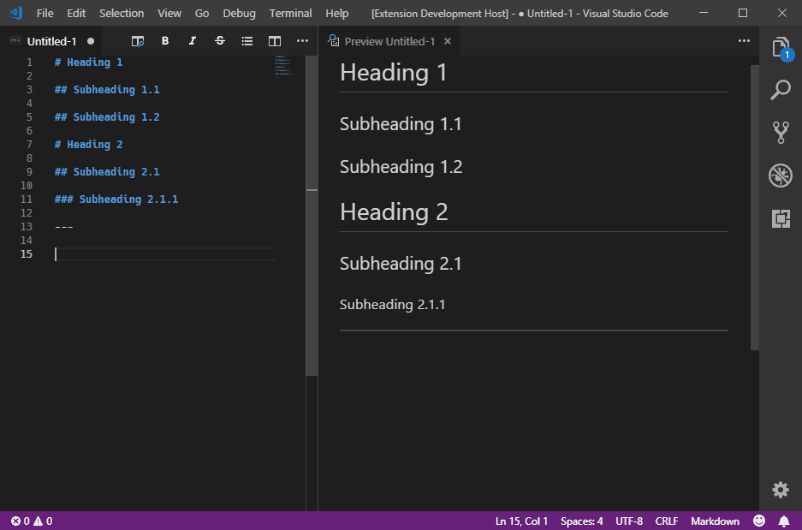 File Edit Selection View Go Debug Terminal Help [Extension Development Host] - ● Untitled-1 - Visual Studio Code
Untitled-1 ● B I S
Preview Untitled-1 ×
1 # Heading 1
2
3 ## Subheading 1.1
4
5 ## Subheading 1.2
6
7 # Heading 2
8
9 ## Subheading 2.1
10
11 ### Subheading 2.1.1
12
13 ---
14
15
Heading 1
Subheading 1.1
Subheading 1.2
Heading 2
Subheading 2.1
Subheading 2.1.1
1
0 0 Ln 15, Col 1 Spaces: 4 UTF-8 CRLF Markdown